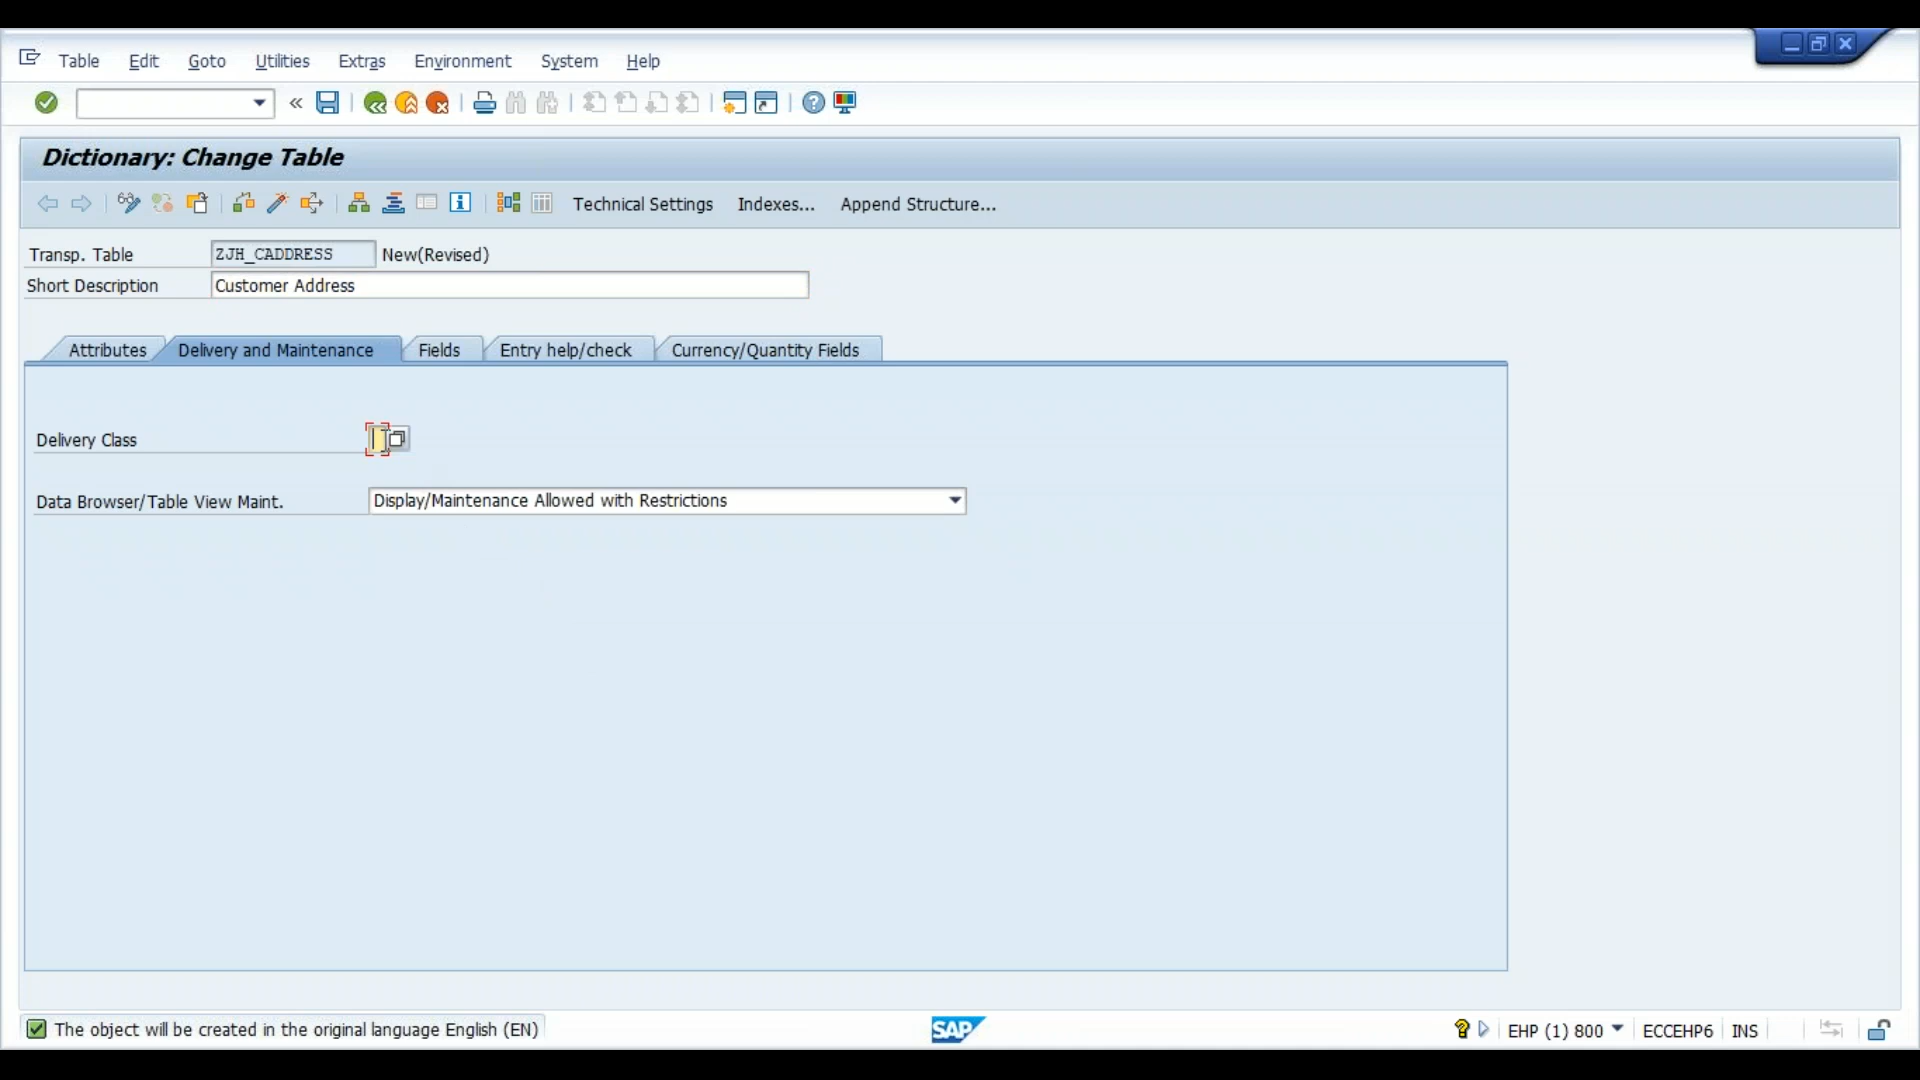 Table Edit Goto Utilities Extras Environment System Help
Dictionary: Change Table
Technical Settings Indexes... Append Structure...
Transp. Table ZJH_CADDRESS New(Revised)
Short Description Customer Address
Attributes Delivery and Maintenance Fields Entry help/check Currency/Quantity Fields
Delivery Class
Data Browser/Table View Maint. Display/Maintenance Allowed with Restrictions
The object will be created in the original language English (EN) SAP EHP (1) 800 ECCEHP6 INS